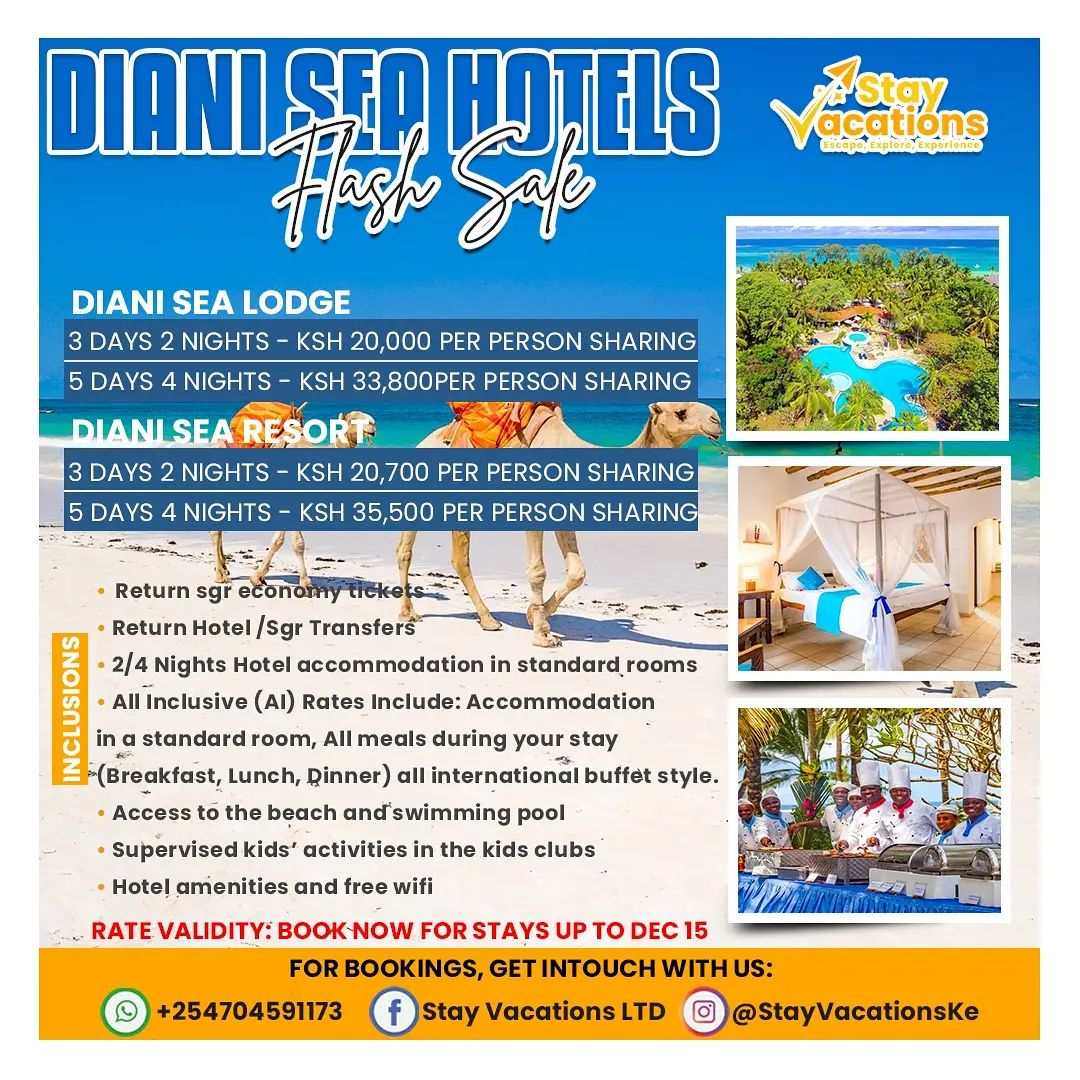 DIANI SEA HOTELS
Flash Sale
Stay
Vacations
Escape, Explore, Experience
DIANI SEA LODGE
3 DAYS 2 NIGHTS - KSH 20,000 PER PERSON SHARING
5 DAYS 4 NIGHTS - KSH 33,800PER PERSON SHARING
DIANI SEA RESORT
3 DAYS 2 NIGHTS - KSH 20,700 PER PERSON SHARING
5 DAYS 4 NIGHTS - KSH 35,500 PER PERSON SHARING
INCLUSIONS
• Return sgr economy tickets
• Return Hotel /Sgr Transfers
• 2/4 Nights Hotel accommodation in standard rooms
• All Inclusive (AI) Rates Include: Accommodation
in a standard room, All meals during your stay
(Breakfast, Lunch, Dinner) all international buffet style.
• Access to the beach and swimming pool
• Supervised kids’ activities in the kids clubs
• Hotel amenities and free wifi
RATE VALIDITY: BOOK NOW FOR STAYS UP TO DEC 15
FOR BOOKINGS, GET INTOUCH WITH US:
+254704591173
Stay Vacations LTD
@StayVacationsKe